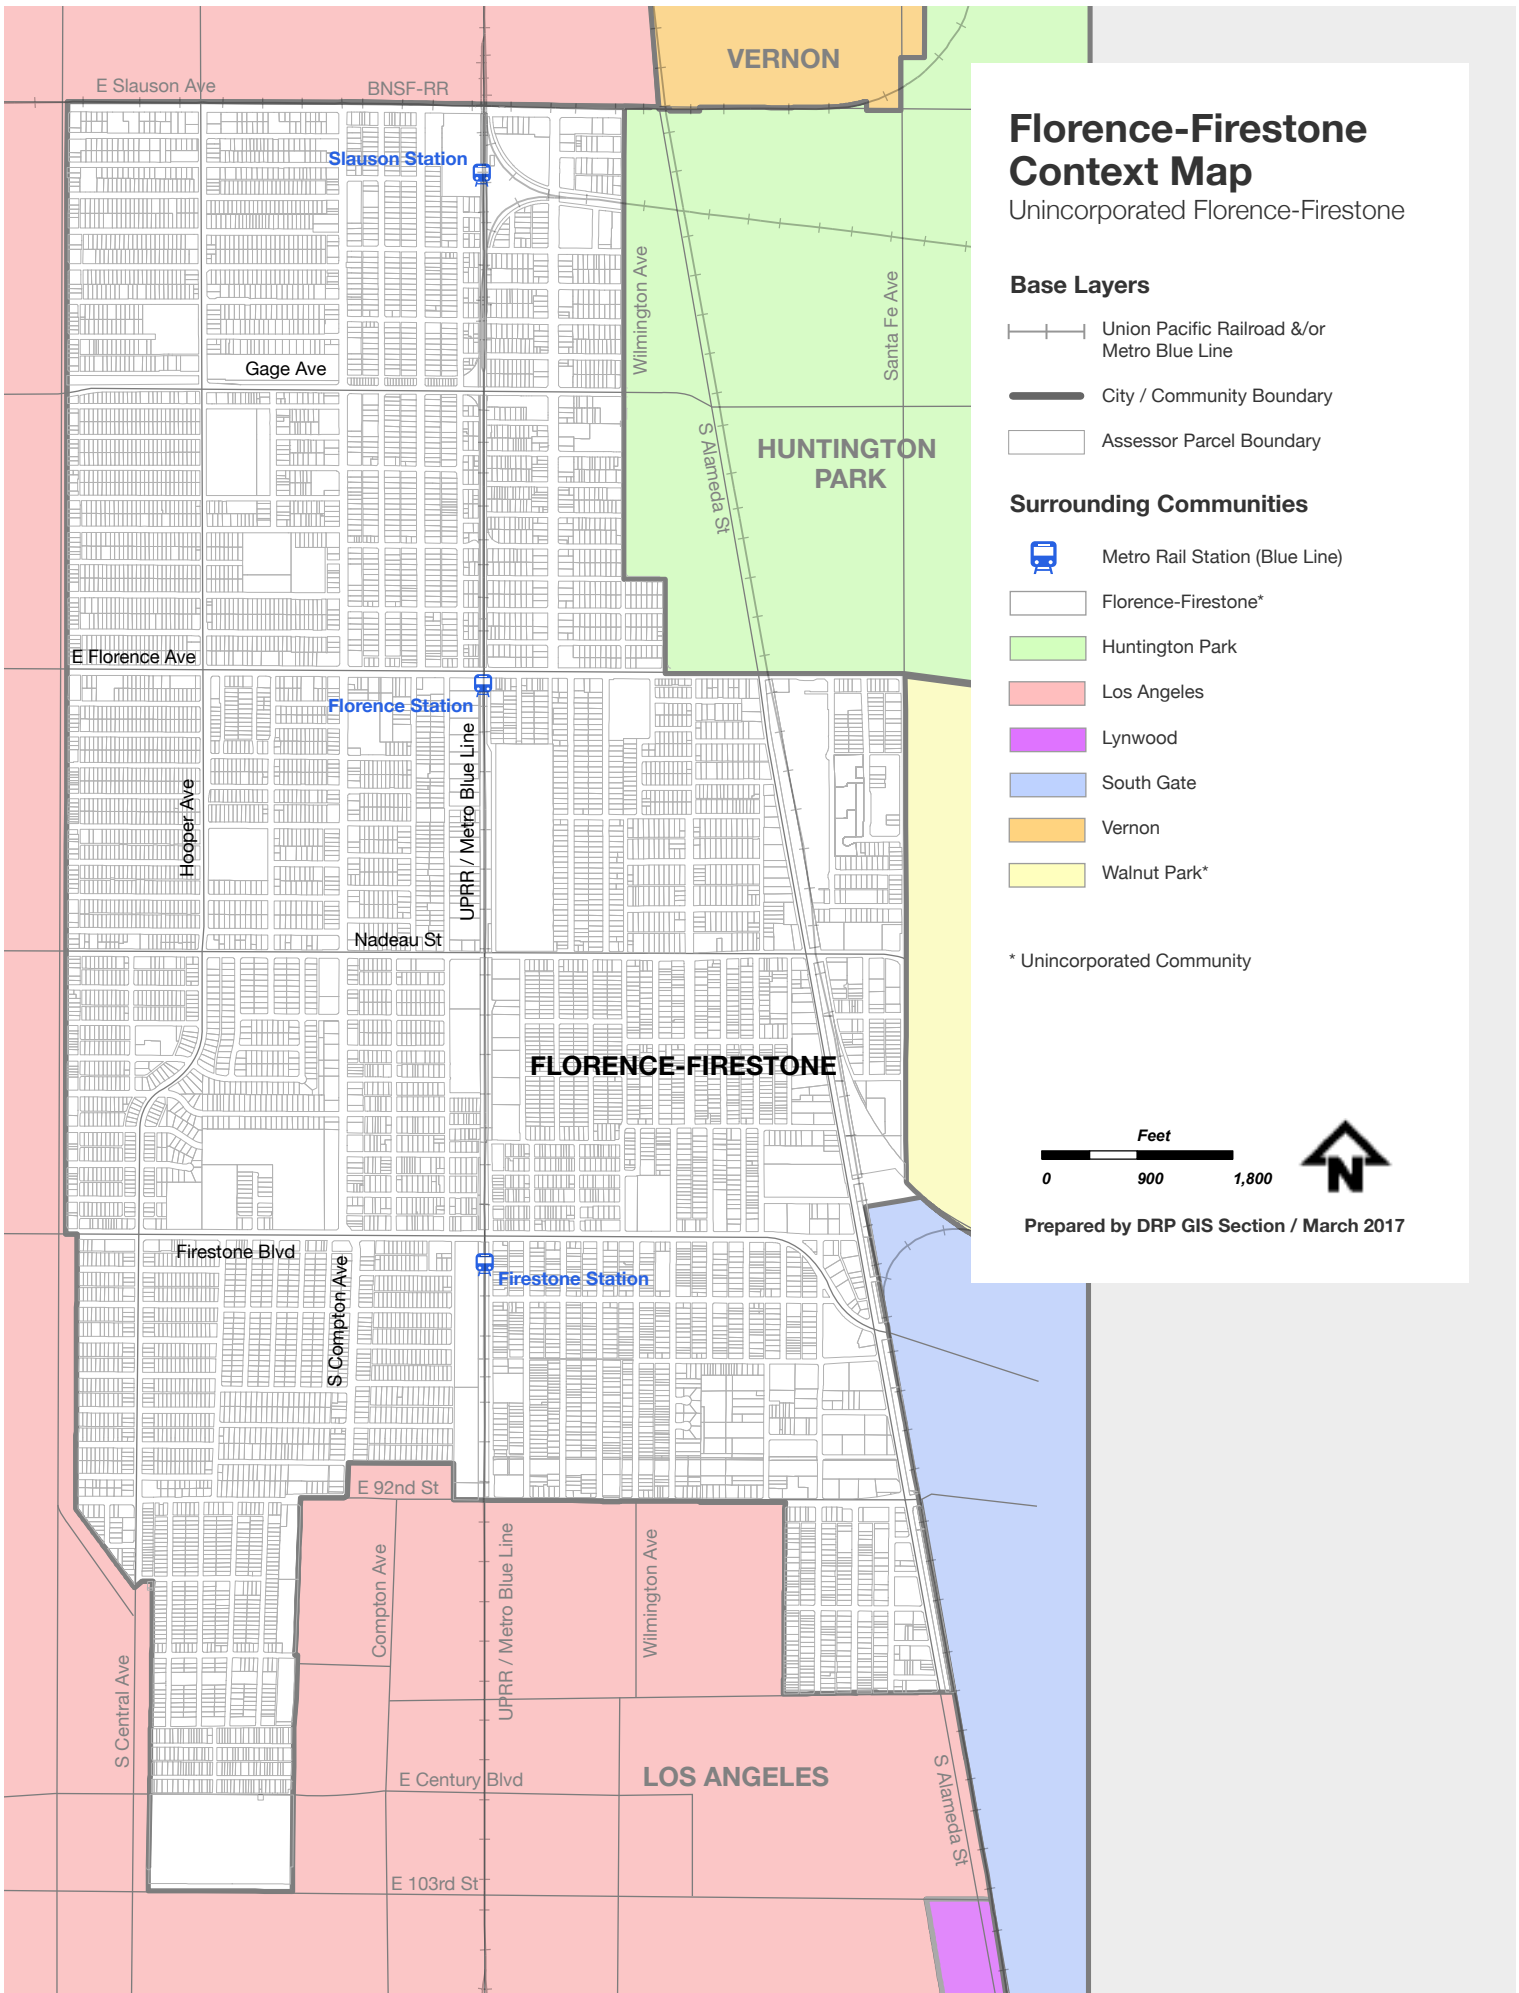 VERNON
E Slauson Ave
BNSF-RR
Slauson Station
Wilmington Ave
Santa Fe Ave
Gage Ave
S Alameda St
HUNTINGTON
PARK
E Florence Ave
Florence Station
Hooper Ave
UPRR / Metro Blue Line
Nadeau St
FLORENCE-FIRESTONE
Firestone Blvd
S Compton Ave
Firestone Station
E 92nd St
Compton Ave
UPRR / Metro Blue Line
Wilmington Ave
S Central Ave
E Century Blvd
LOS ANGELES
S Alameda St
E 103rd St
Florence-Firestone
Context Map
Unincorporated Florence-Firestone
Base Layers
Union Pacific Railroad &/or
Metro Blue Line
City / Community Boundary
Assessor Parcel Boundary
Surrounding Communities
Metro Rail Station (Blue Line)
Florence-Firestone*
Huntington Park
Los Angeles
Lynwood
South Gate
Vernon
Walnut Park*
* Unincorporated Community
Feet
0 900 1,800
N
Prepared by DRP GIS Section / March 2017